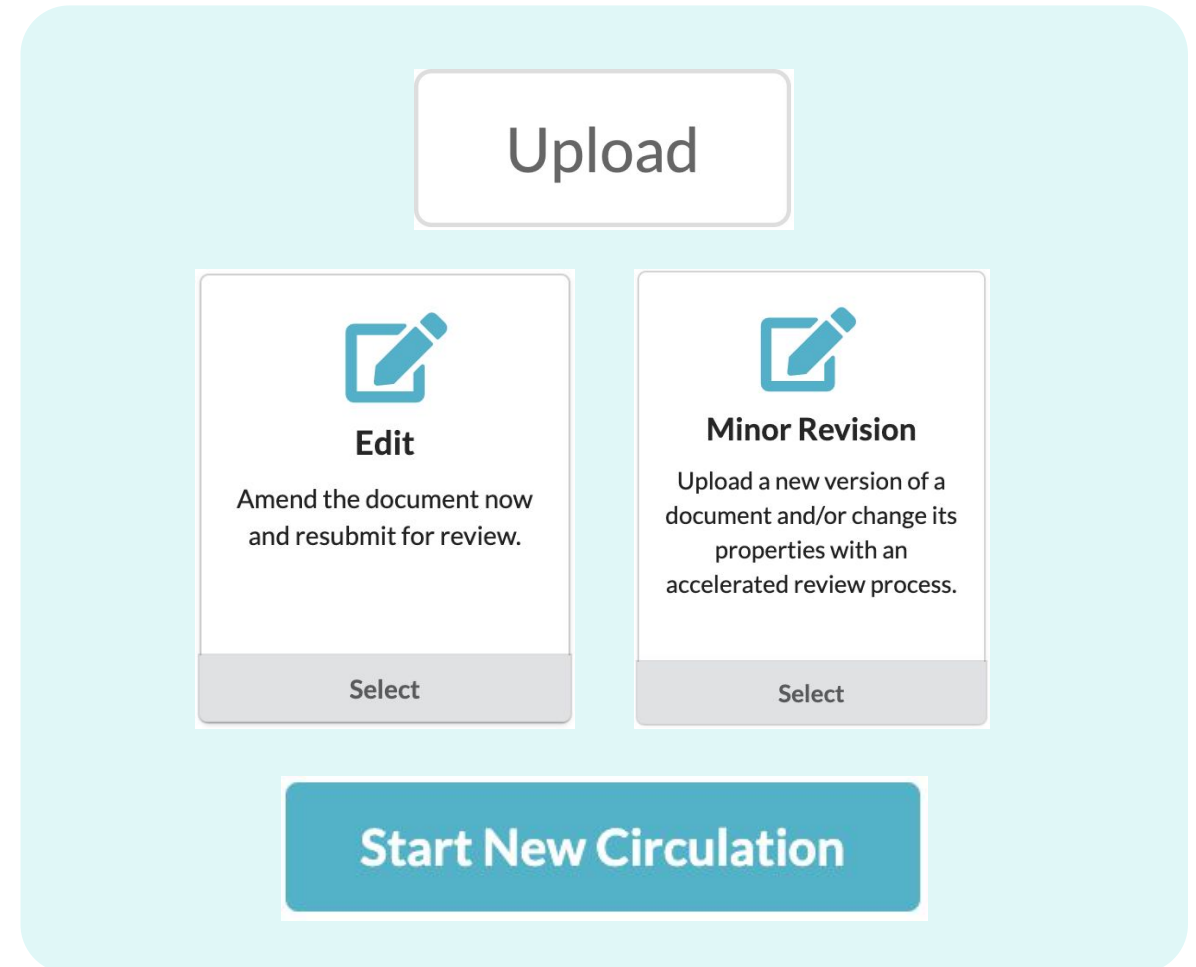 Upload
Edit
Amend the document now
and resubmit for review.
Select
Minor Revision
Upload a new version of a
document and/or change its
properties with an
accelerated review process.
Select
Start New Circulation